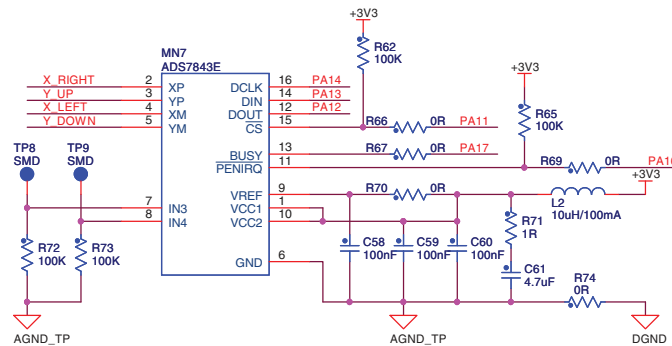 +3V3
MN7
ADS7843E
R62
100K
+3V3
X_RIGHT 2 XP DCLK 16 PA14
Y_UP 3 YP DIN 14 PA13
X_LEFT 4 XM DOUT 12 PA12
Y_DOWN 5 YM CS 15 R66 0R PA11
R65
100K
TP8
SMD
TP9
SMD
BUSY 13 R67 0R PA17
PENIRQ 11 R69 0R
+3V3
7 IN3 VREF 9 R70 0R
8 IN4 VCC1 1
VCC2 10
L2
10uH/100mA
R71
1R
R72
100K
R73
100K
C58
100nF
C59
100nF
C60
100nF
GND 6
C61
4.7uF
R74
0R
AGND_TP
AGND_TP
DGND